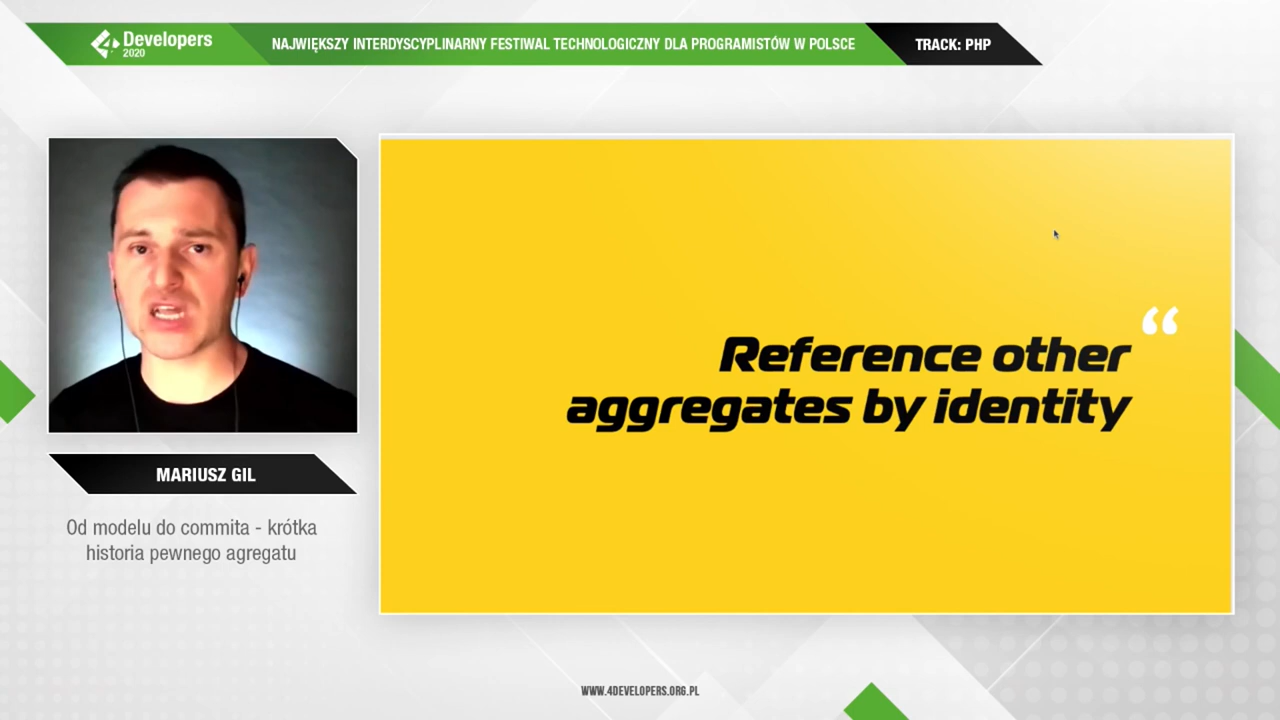 4Developers
2020
NAJWIĘKSZY INTERDYSCYPLINARNY FESTIWAL TECHNOLOGICZNY DLA PROGRAMISTÓW W POLSCE
TRACK: PHP
“
Reference other
aggregates by identity
MARIUSZ GIL
Od modelu do commita - krótka
historia pewnego agregatu
WWW.4DEVELOPERS.ORG.PL